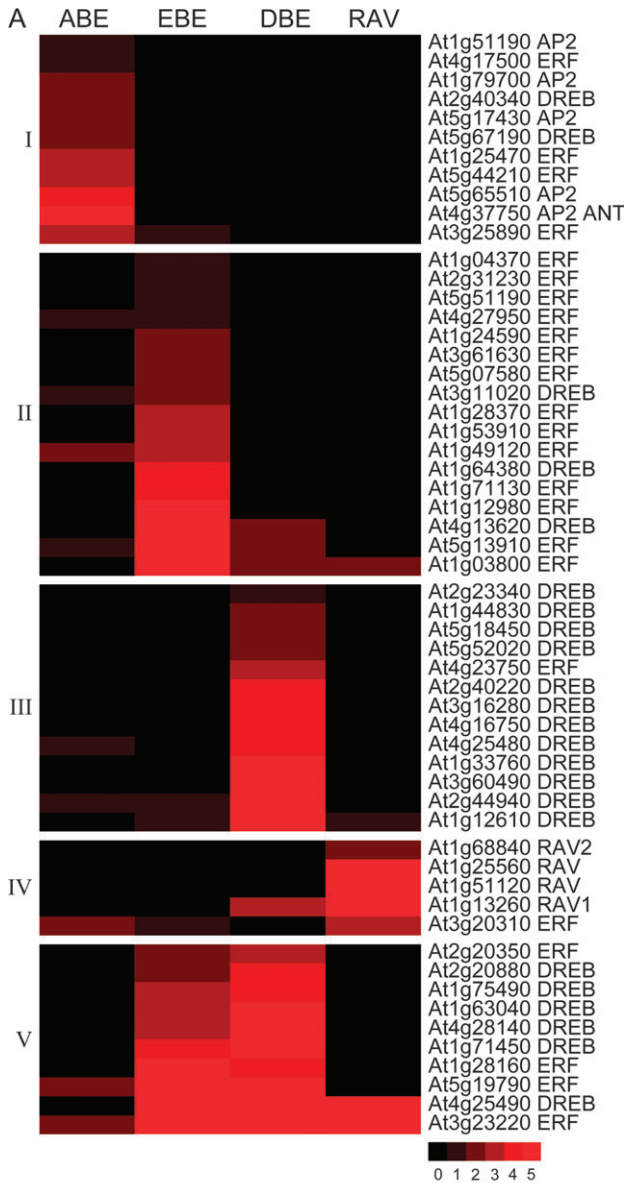 A ABE EBE DBE RAV
I
At1g51190 AP2
At4g17500 ERF
At1g79700 AP2
At2g40340 DREB
At5g17430 AP2
At5g67190 DREB
At1g25470 ERF
At5g44210 ERF
At5g65510 AP2
At4g37750 AP2 ANT
At3g25890 ERF
II
At1g04370 ERF
At2g31230 ERF
At5g51190 ERF
At4g27950 ERF
At1g24590 ERF
At3g61630 ERF
At5g07580 ERF
At3g11020 DREB
At1g28370 ERF
At1g53910 ERF
At1g49120 ERF
At1g64380 DREB
At1g71130 ERF
At1g12980 ERF
At4g13620 DREB
At5g13910 ERF
At1g03800 ERF
III
At2g23340 DREB
At1g44830 DREB
At5g18450 DREB
At5g52020 DREB
At4g23750 ERF
At2g40220 DREB
At3g16280 DREB
At4g16750 DREB
At4g25480 DREB
At1g33760 DREB
At3g60490 DREB
At2g44940 DREB
At1g12610 DREB
IV
At1g68840 RAV2
At1g25560 RAV
At1g51120 RAV
At1g13260 RAV1
At3g20310 ERF
V
At2g20350 ERF
At2g20880 DREB
At1g75490 DREB
At1g63040 DREB
At4g28140 DREB
At1g71450 DREB
At1g28160 ERF
At5g19790 ERF
At4g25490 DREB
At3g23220 ERF
0 1 2 3 4 5